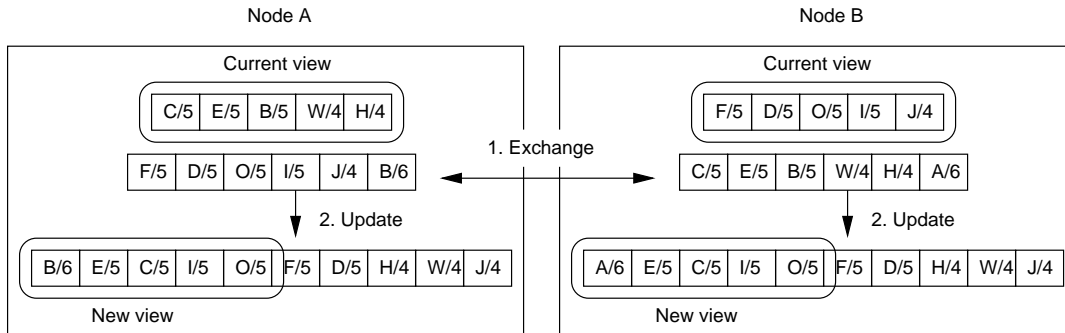 Node A
Node B
Current view
Current view
C/5 E/5 B/5 W/4 H/4
F/5 D/5 O/5 I/5 J/4
1. Exchange
F/5 D/5 O/5 I/5 J/4 B/6
C/5 E/5 B/5 W/4 H/4 A/6
2. Update
2. Update
B/6 E/5 C/5 I/5 O/5 F/5 D/5 H/4 W/4 J/4
A/6 E/5 C/5 I/5 O/5 F/5 D/5 H/4 W/4 J/4
New view
New view